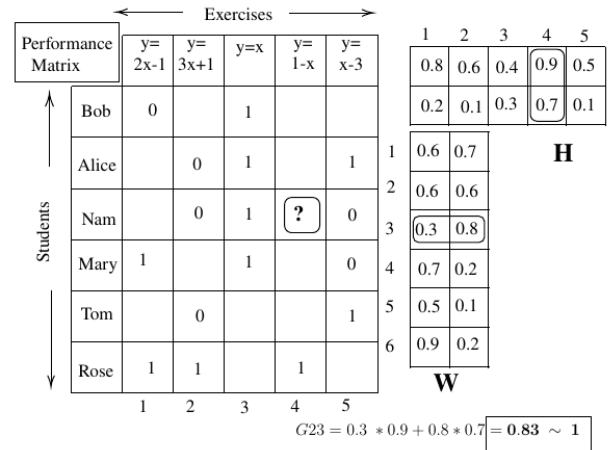 Exercises
Performance Matrix
y= 2x-1
y= 3x+1
y=x
y= 1-x
y= x-3
1 2 3 4 5
0.8 0.6 0.4 0.9 0.5
0.2 0.1 0.3 0.7 0.1
H
Students
Bob 0 1
Alice 0 1 1
Nam 0 1 ? 0
Mary 1 1 0
Tom 0 1
Rose 1 1 1
1 2 3 4 5
1 0.6 0.7
2 0.6 0.6
3 0.3 0.8
4 0.7 0.2
5 0.5 0.1
6 0.9 0.2
W
G23 = 0.3 * 0.9 + 0.8 * 0.7 = 0.83 ~ 1